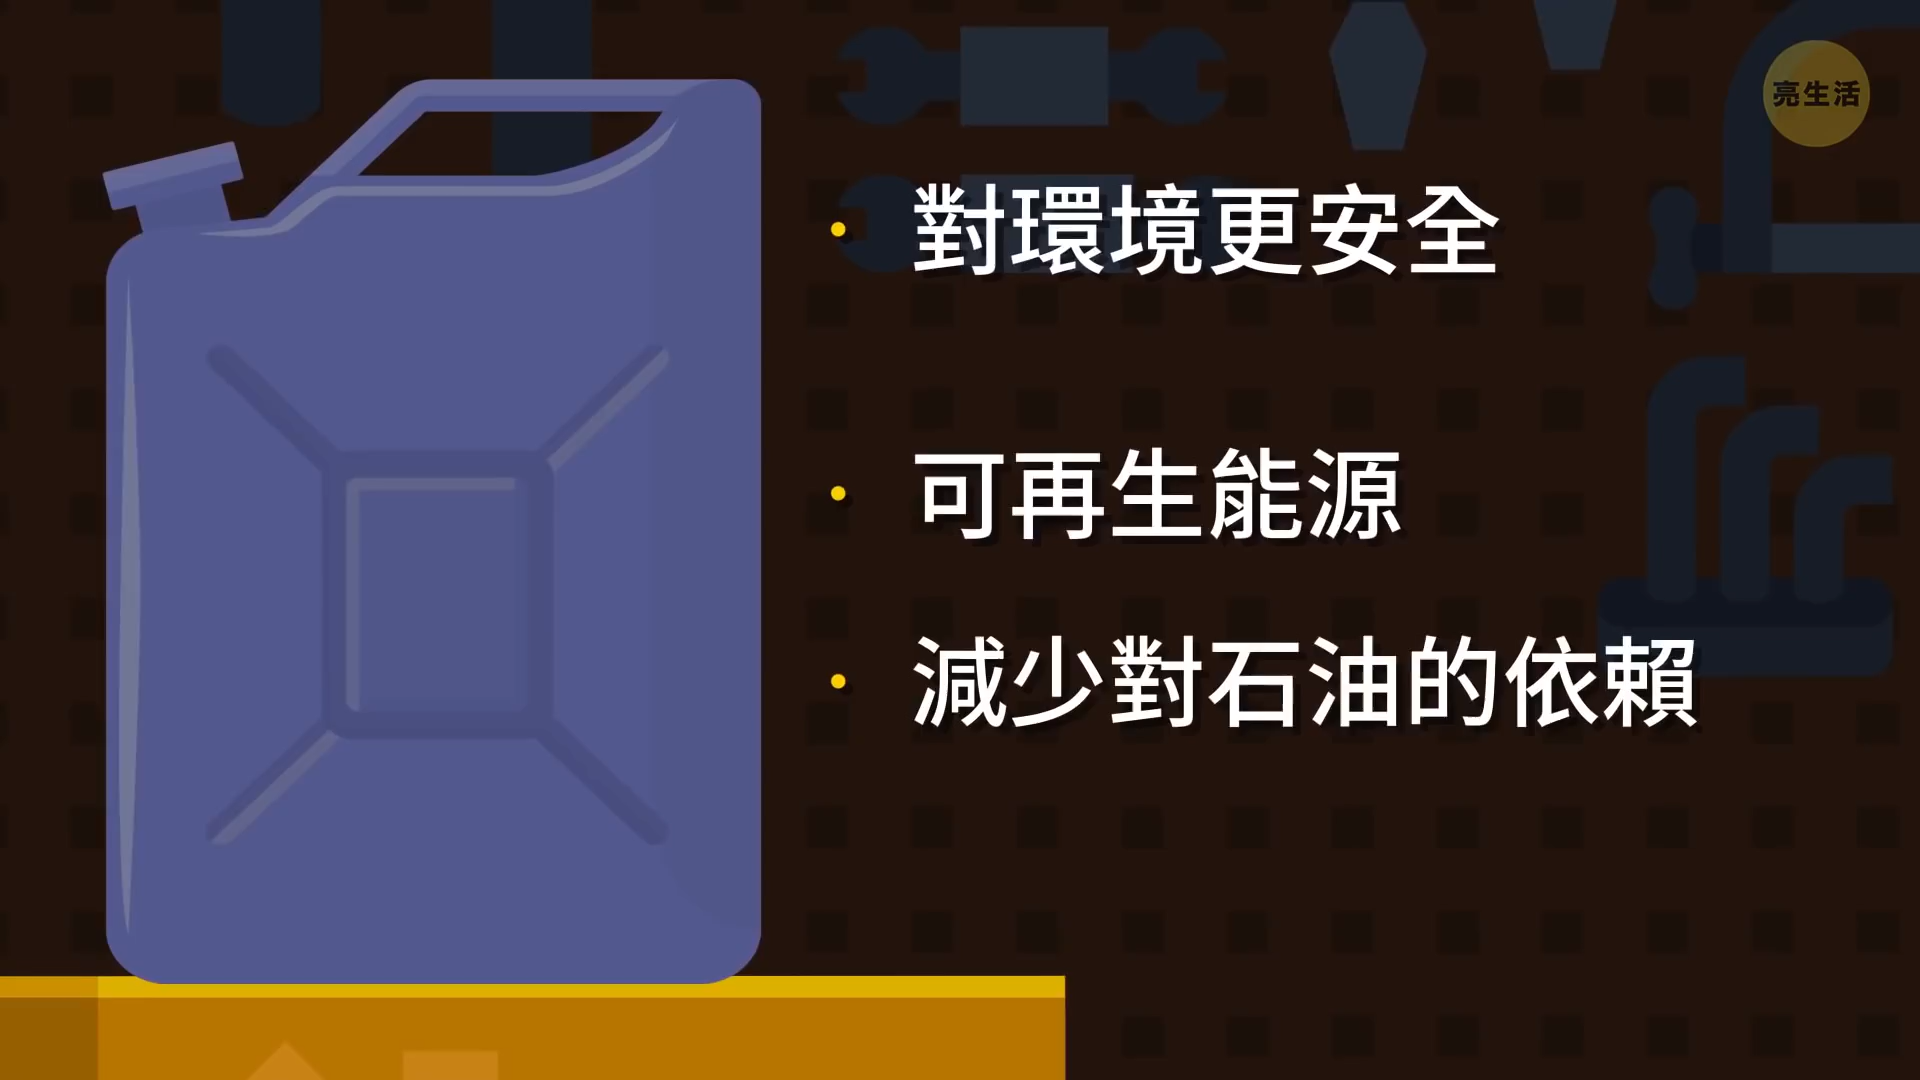 亮生活
對環境更安全
可再生能源
減少對石油的依賴